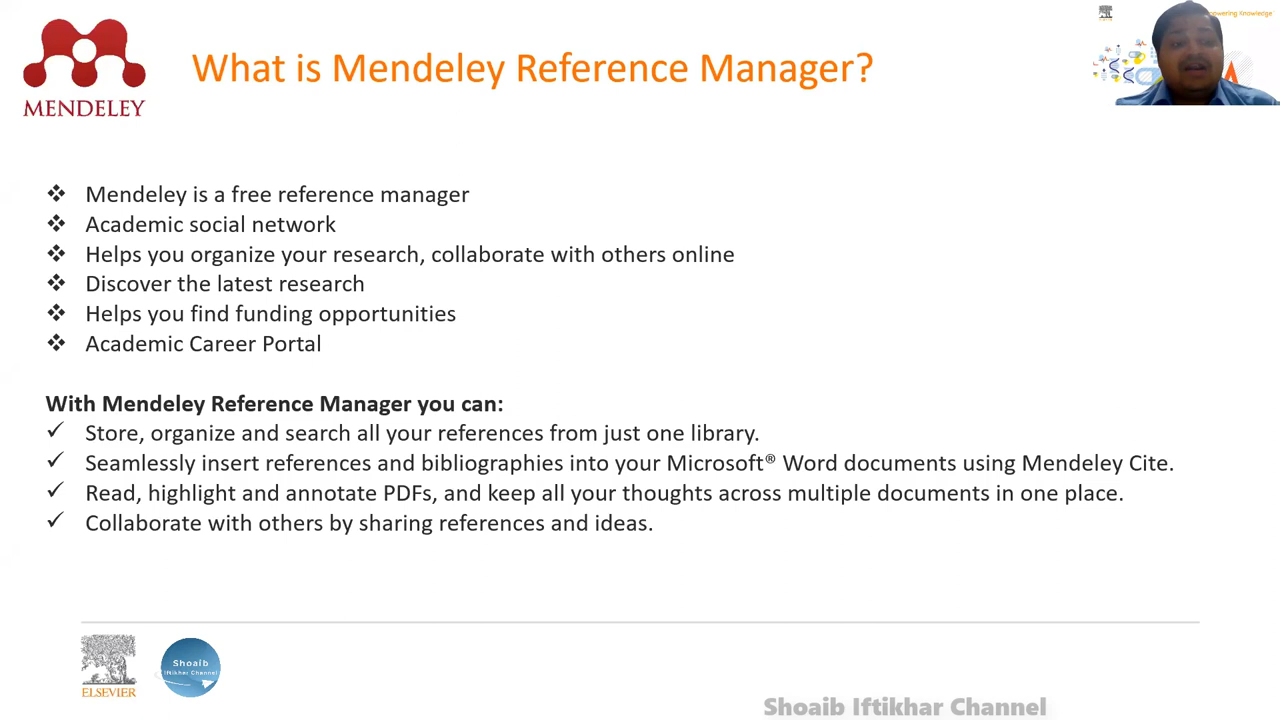 What is Mendeley Reference Manager?
MENDELEY
Mendeley is a free reference manager
Academic social network
Helps you organize your research, collaborate with others online
Discover the latest research
Helps you find funding opportunities
Academic Career Portal
With Mendeley Reference Manager you can:
Store, organize and search all your references from just one library.
Seamlessly insert references and bibliographies into your Microsoft® Word documents using Mendeley Cite.
Read, highlight and annotate PDFs, and keep all your thoughts across multiple documents in one place.
Collaborate with others by sharing references and ideas.
ELSEVIER
Shoaib
Iftikhar Channel
Shoaib Iftikhar Channel